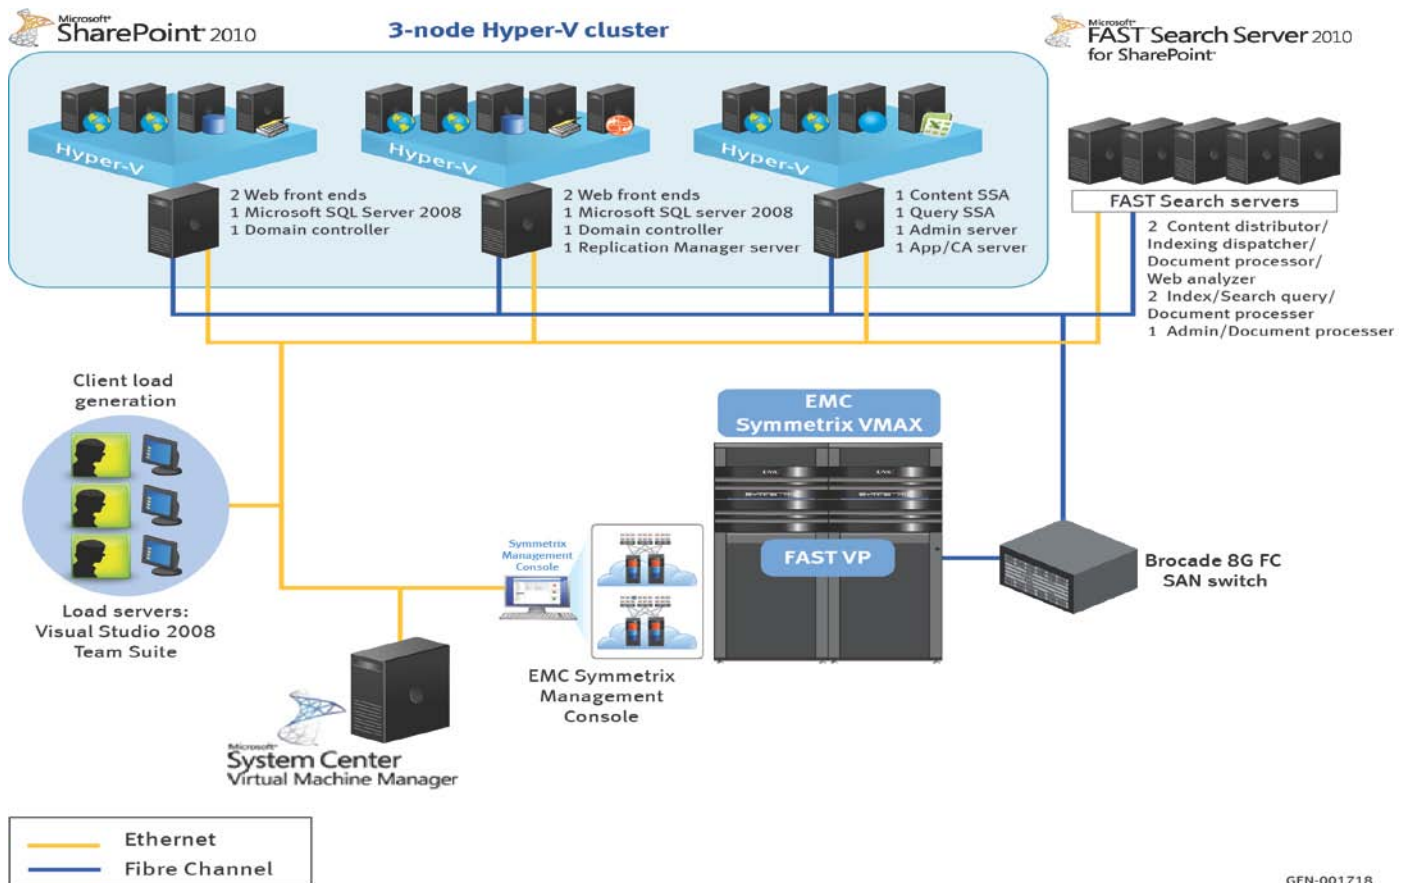 Microsoft®
SharePoint® 2010
3-node Hyper-V cluster
Microsoft®
FAST Search Server 2010
for SharePoint®
Hyper-V
Hyper-V
Hyper-V
2 Web front ends
1 Microsoft SQL Server 2008
1 Domain controller
2 Web front ends
1 Microsoft SQL server 2008
1 Domain controller
1 Replication Manager server
1 Content SSA
1 Query SSA
1 Admin server
1 App/CA server
FAST Search servers
2 Content distributor/
Indexing dispatcher/
Document processor/
Web analyzer
2 Index/Search query/
Document processer
1 Admin/Document processer
Client load
generation
Load servers:
Visual Studio 2008
Team Suite
EMC
Symmetrix VMAX
FAST VP
Symmetrix
Management
Console
EMC Symmetrix
Management
Console
Brocade 8G FC
SAN switch
Microsoft®
System Center
Virtual Machine Manager
Ethernet
Fibre Channel
GEN-001718